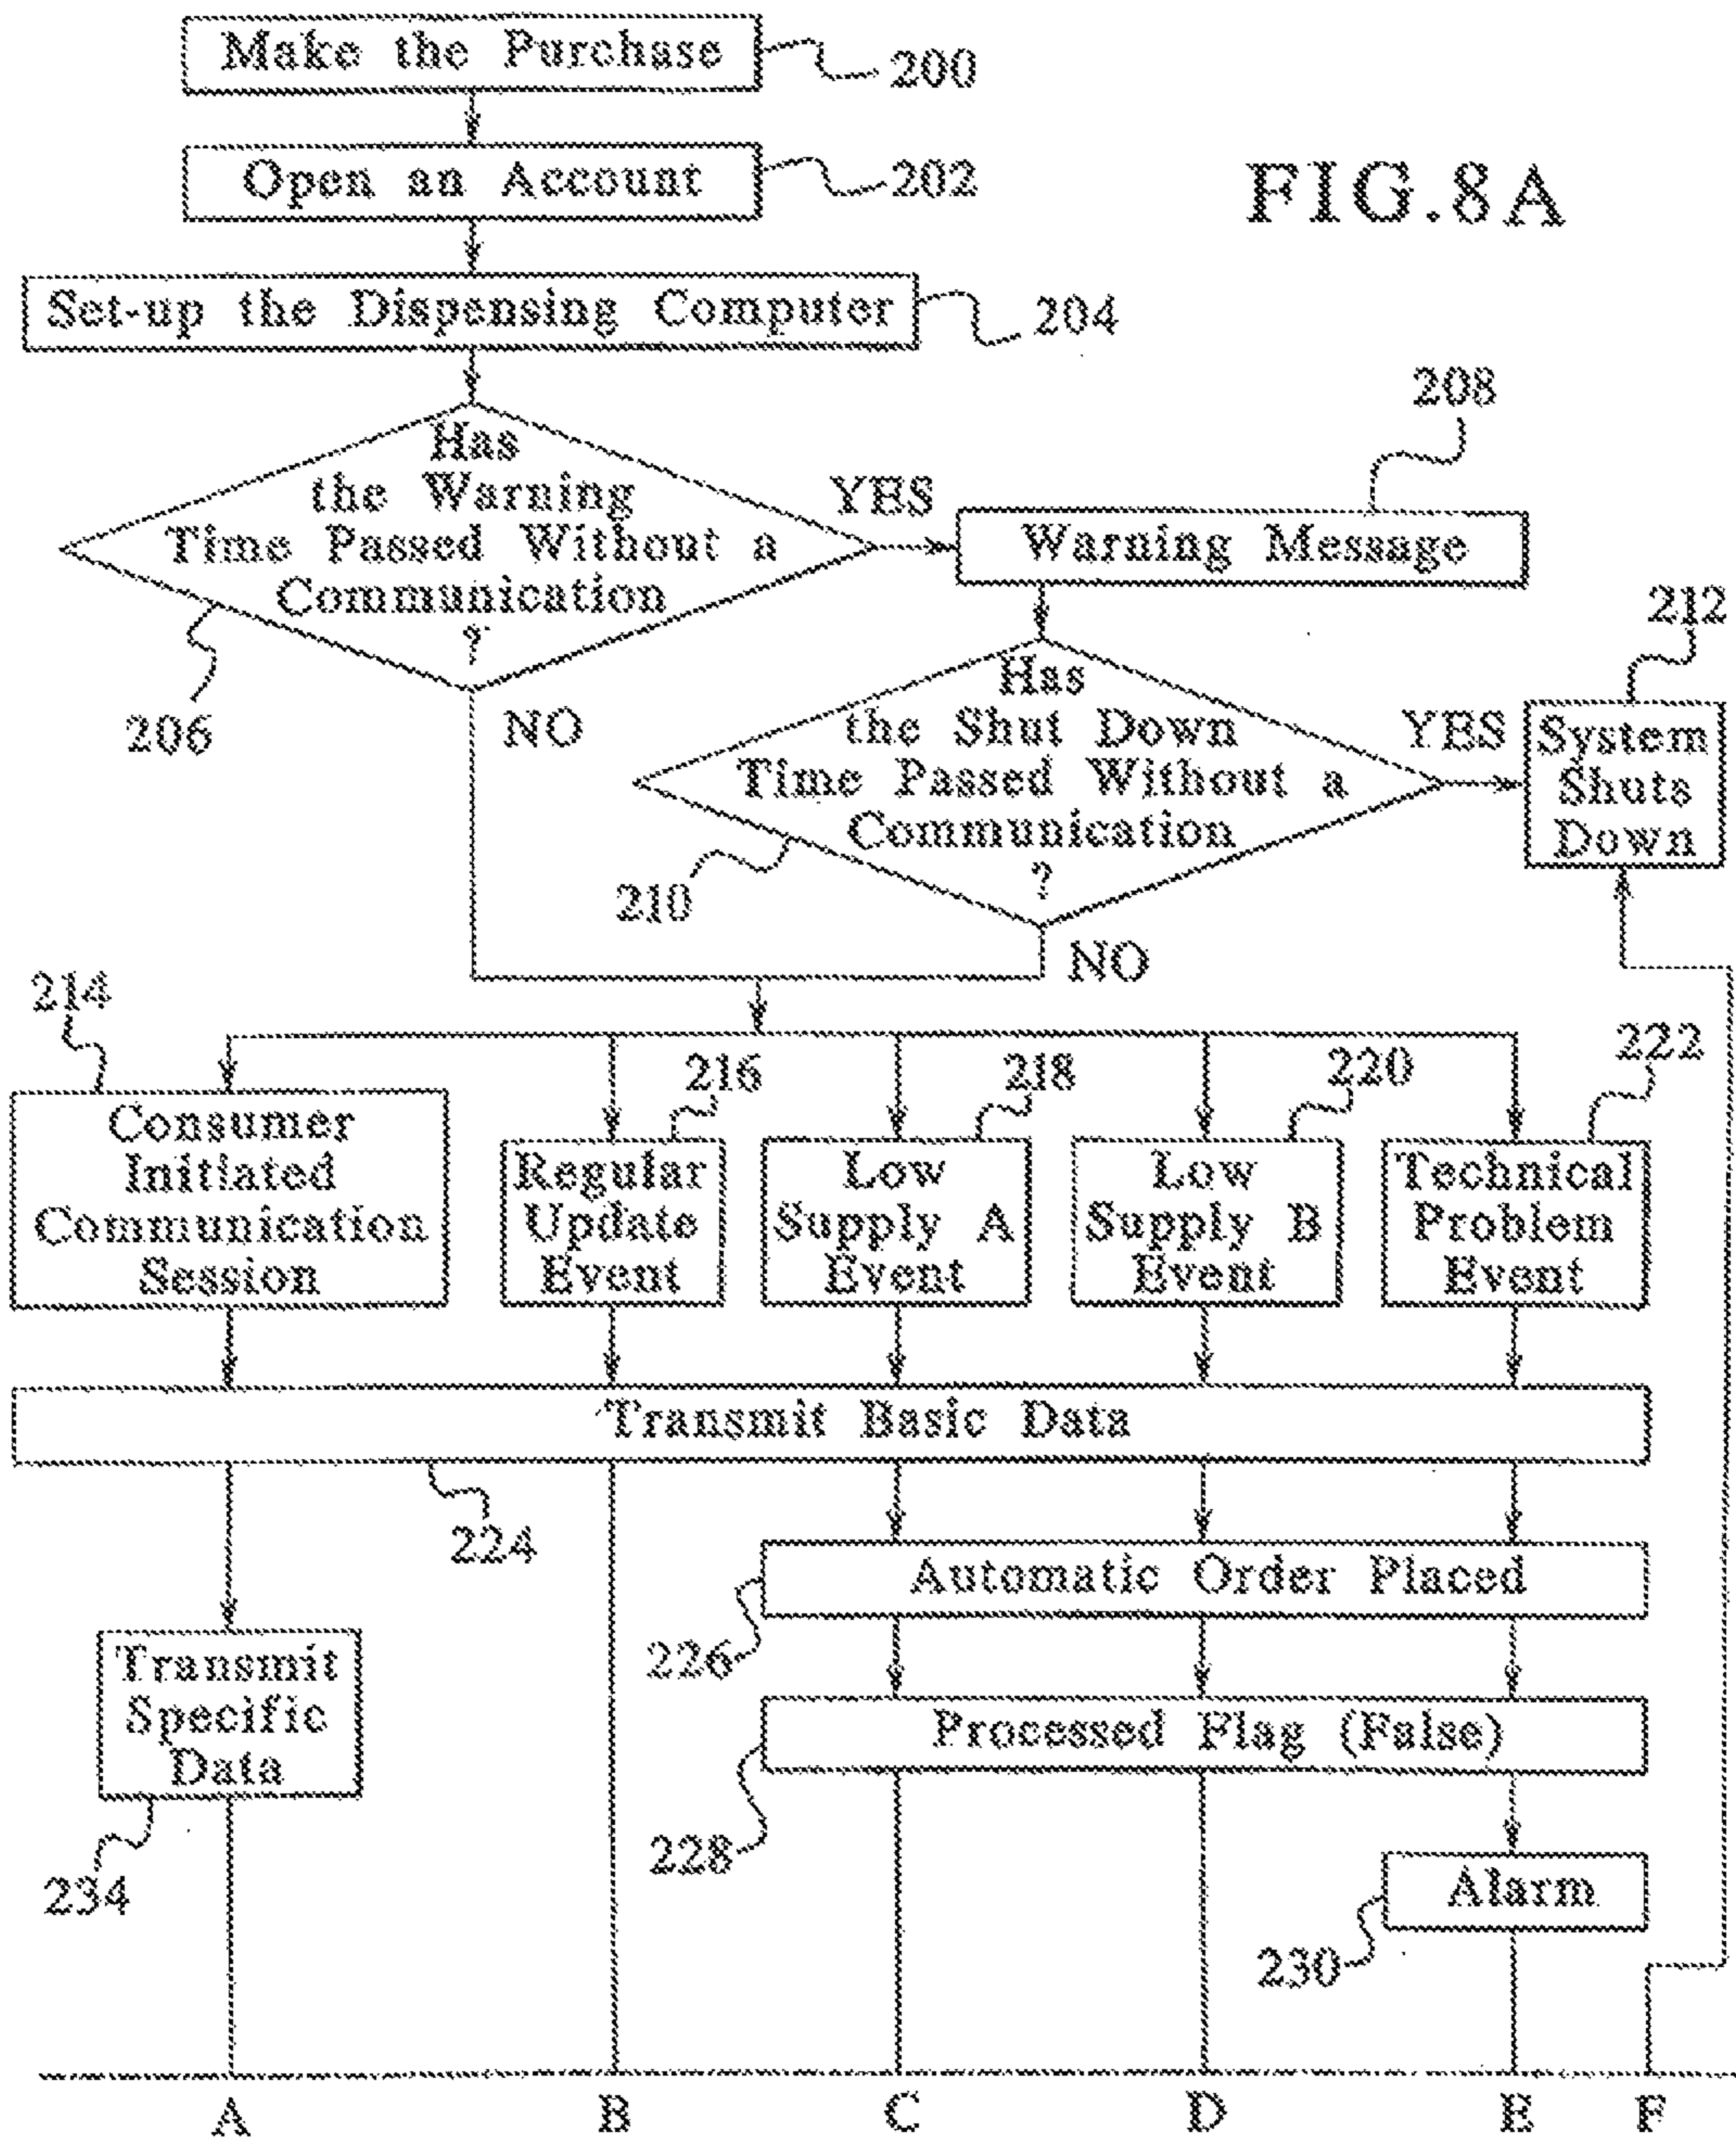 Make the Purchase
200
Open an Account
202
FIG.8A
Set-up the Dispensing Computer
204
208
Has
the Warning
Time Passed Without a
Communication
?
YES
Warning Message
206
NO
212
Has
the Shut Down
Time Passed Without a
Communication
?
YES
System
Shuts
Down
210
NO
214
216
218
220
222
Consumer
Initiated
Communication
Session
Regular
Update
Event
Low
Supply A
Event
Low
Supply B
Event
Technical
Problem
Event
Transmit Basic Data
224
Automatic Order Placed
226
Transmit
Specific
Data
Processed Flag (False)
228
234
Alarm
230
A
B
C
D
E
F